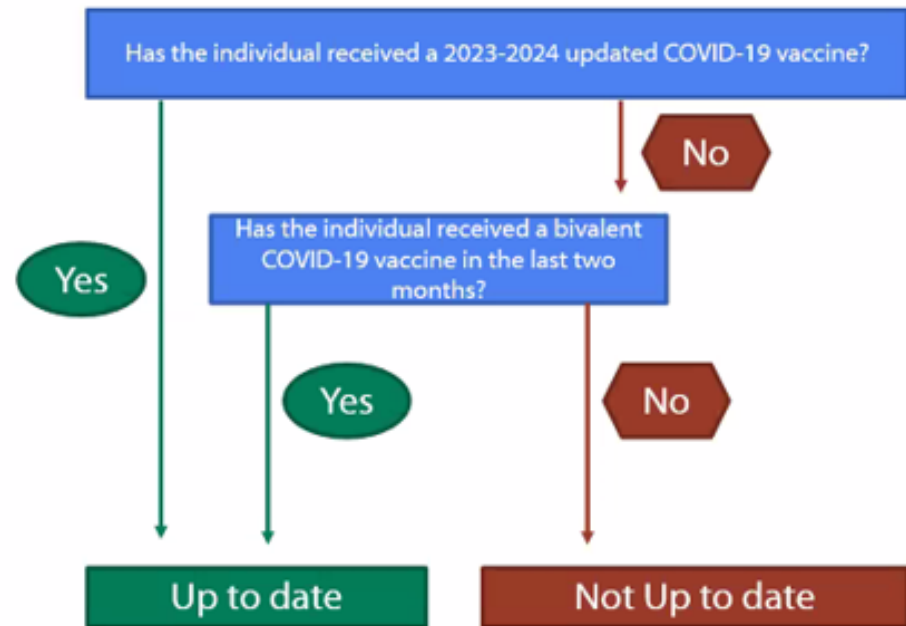 Has the individual received a 2023-2024 updated COVID-19 vaccine?
No
Has the individual received a bivalent
COVID-19 vaccine in the last two
months?
Yes
Yes
No
Up to date
Not Up to date